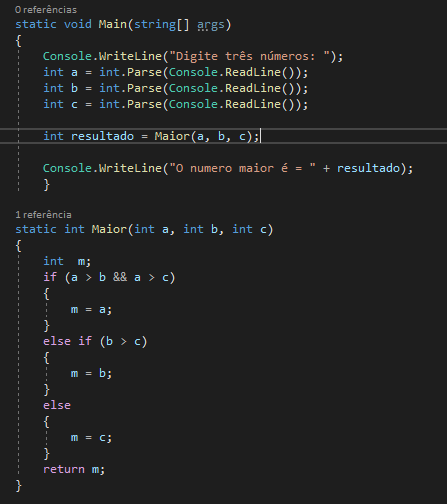 0 referências
static void Main(string[] args)
{
Console.WriteLine("Digite três números: ");
int a = int.Parse(Console.ReadLine());
int b = int.Parse(Console.ReadLine());
int c = int.Parse(Console.ReadLine());
int resultado = Maior(a, b, c);
Console.WriteLine("O numero maior é = " + resultado);
}
1 referência
static int Maior(int a, int b, int c)
{
int  m;
if (a > b && a > c)
{
m = a;
}
else if (b > c)
{
m = b;
}
else
{
m = c;
}
return m;
}